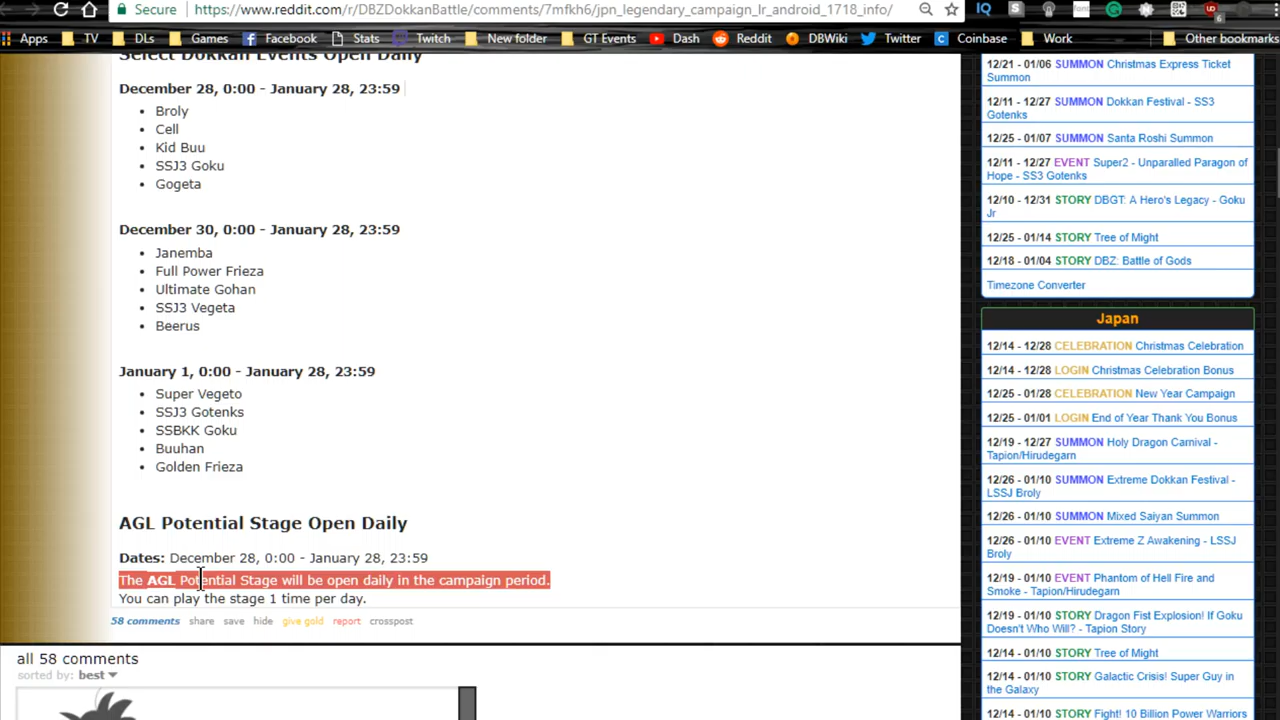 Secure
https://www.reddit.com/r/DBZDokkanBattle/comments/7mfkh6/jpn_legendary_campaign_lr_android_1718_info/
Apps
TV
DLs
Games
Facebook
Stats
Twitch
New folder
GT Events
Dash
Reddit
DBWiki
Twitter
Coinbase
Work
Other bookmarks
Select Dokkan Events Open Daily
December 28, 0:00 - January 28, 23:59
Broly
Cell
Kid Buu
SSJ3 Goku
Gogeta
December 30, 0:00 - January 28, 23:59
Janemba
Full Power Frieza
Ultimate Gohan
SSJ3 Vegeta
Beerus
January 1, 0:00 - January 28, 23:59
Super Vegeto
SSJ3 Gotenks
SSBKK Goku
Buuhan
Golden Frieza
AGL Potential Stage Open Daily
Dates: December 28, 0:00 - January 28, 23:59
The AGL Potential Stage will be open daily in the campaign period.
You can play the stage 1 time per day.
58 comments share save hide give gold report crosspost
all 58 comments
sorted by: best
12/21 - 01/06 SUMMON Christmas Express Ticket
Summon
12/11 - 12/27 SUMMON Dokkan Festival - SS3
Gotenks
12/25 - 01/07 SUMMON Santa Roshi Summon
12/11 - 12/27 EVENT Super2 - Unparalled Paragon of
Hope - SS3 Gotenks
12/10 - 12/31 STORY DBGT: A Hero's Legacy - Goku
Jr
12/25 - 01/14 STORY Tree of Might
12/18 - 01/04 STORY DBZ: Battle of Gods
Timezone Converter
Japan
12/14 - 12/28 CELEBRATION Christmas Celebration
12/14 - 12/28 LOGIN Christmas Celebration Bonus
12/25 - 01/28 CELEBRATION New Year Campaign
12/25 - 01/01 LOGIN End of Year Thank You Bonus
12/19 - 12/27 SUMMON Holy Dragon Carnival -
Tapion/Hirudegarn
12/26 - 01/10 SUMMON Extreme Dokkan Festival -
LSSJ Broly
12/26 - 01/10 SUMMON Mixed Saiyan Summon
12/26 - 01/10 EVENT Extreme Z Awakening - LSSJ
Broly
12/19 - 01/10 EVENT Phantom of Hell Fire and
Smoke - Tapion/Hirudegarn
12/19 - 01/10 STORY Dragon Fist Explosion! If Goku
Doesn't Who Will? - Tapion Story
12/14 - 01/10 STORY Tree of Might
12/14 - 01/10 STORY Galactic Crisis! Super Guy in
the Galaxy
12/14 - 01/10 STORY Fight! 10 Billion Power Warriors